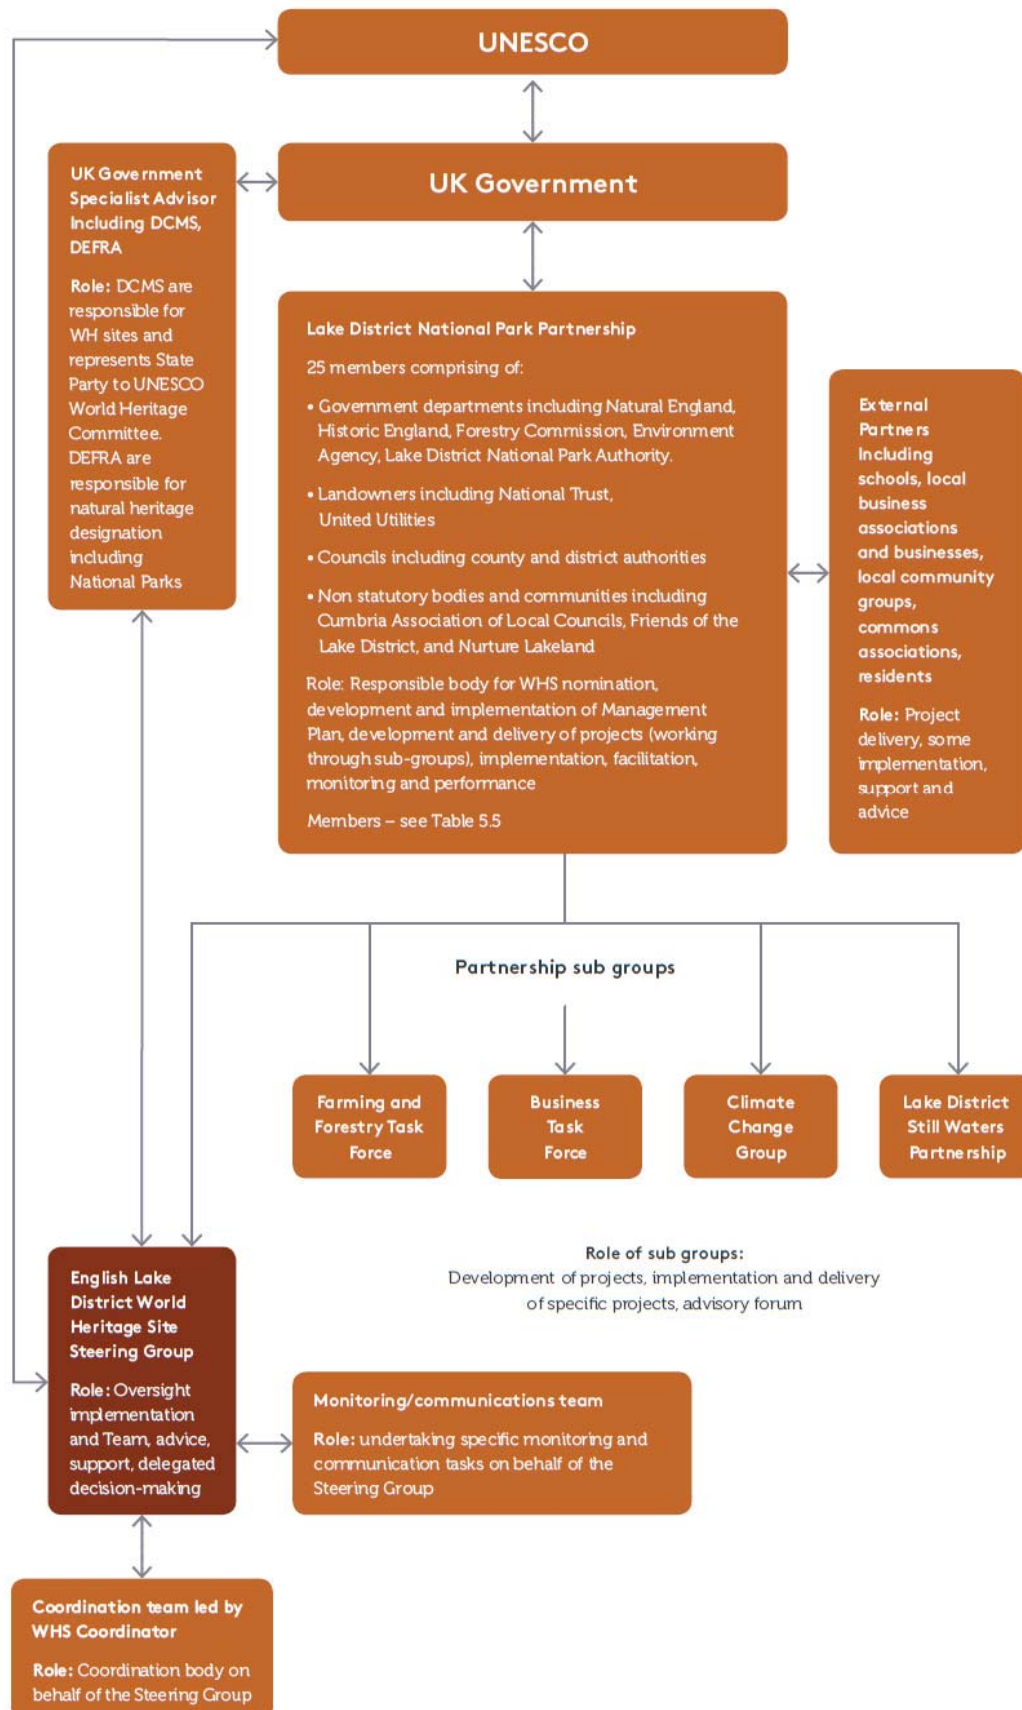 UNESCO
UK Government
Specialist Advisor
Including DCMS,
DEFRA
Role: DCMS are
responsible for
WH sites and
represents State
Party to UNESCO
World Heritage
Committee.
DEFRA are
responsible for
natural heritage
designation
including
National Parks
UK Government
Lake District National Park Partnership
25 members comprising of:
• Government departments including Natural England,
Historic England, Forestry Commission, Environment
Agency, Lake District National Park Authority.
• Landowners including National Trust,
United Utilities
• Councils including county and district authorities
• Non statutory bodies and communities including
Cumbria Association of Local Councils, Friends of the
Lake District, and Nurture Lakeland
Role: Responsible body for WHS nomination,
development and implementation of Management
Plan, development and delivery of projects (working
through sub-groups), implementation, facilitation,
monitoring and performance
Members – see Table 5.5
External
Partners
Including
schools, local
business
associations
and businesses,
local community
groups,
commons
associations,
residents
Role: Project
delivery, some
implementation,
support and
advice
Partnership sub groups
Farming and
Forestry Task
Force
Business
Task
Force
Climate
Change
Group
Lake District
Still Waters
Partnership
Role of sub groups:
Development of projects, implementation and delivery
of specific projects, advisory forum
English Lake
District World
Heritage Site
Steering Group
Role: Oversight
implementation
and Team, advice,
support, delegated
decision-making
Monitoring/communications team
Role: undertaking specific monitoring and
communication tasks on behalf of the
Steering Group
Coordination team led by
WHS Coordinator
Role: Coordination body on
behalf of the Steering Group